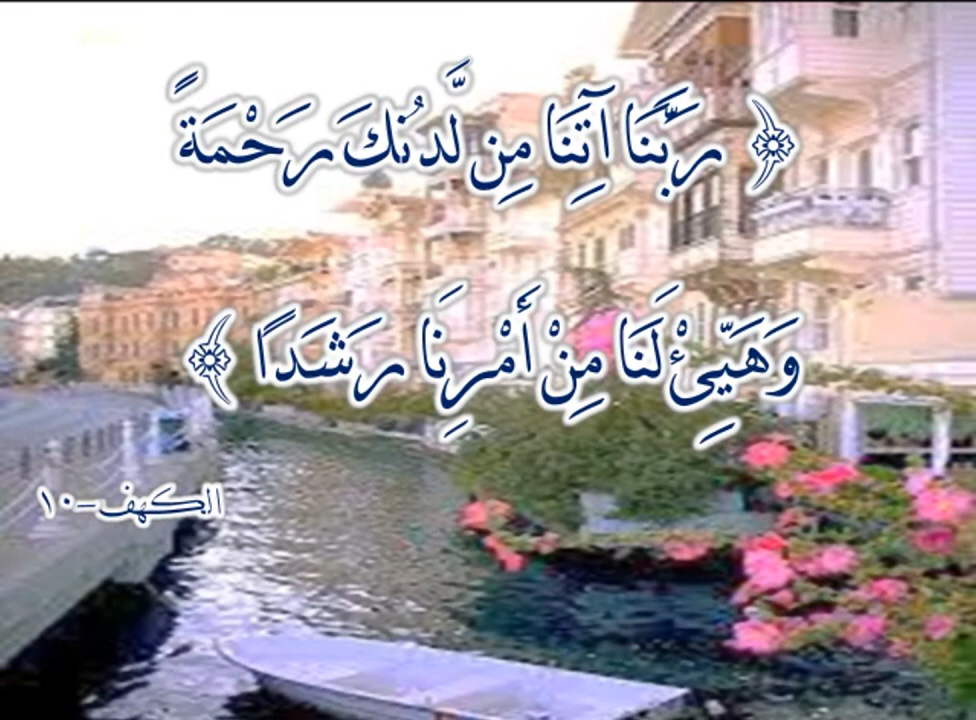 ﴿ رَبَّنَا آتِنَا مِن لَّدُنكَ رَحْمَةً
وَهَيِّئْ لَنَا مِنْ أَمْرِنَا رَشَدًا ﴾
الكهف-١٠